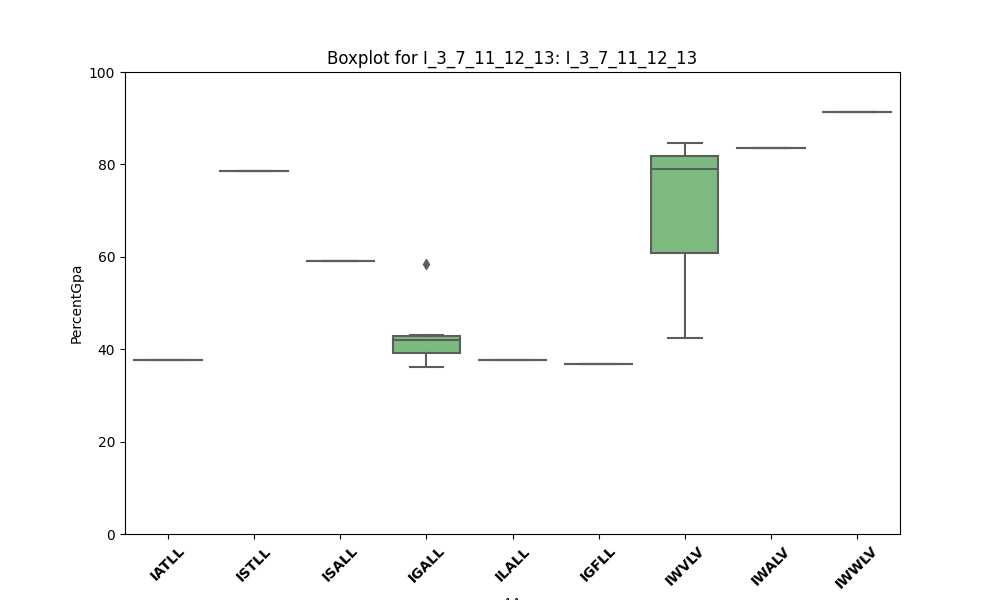 Boxplot for I_3_7_11_12_13: I_3_7_11_12_13
100
80
60
40
20
0
PercentGpa
IATLL
ISTLL
ISALL
IGALL
ILALL
IGFLL
IWVLV
IWALV
IWWLV